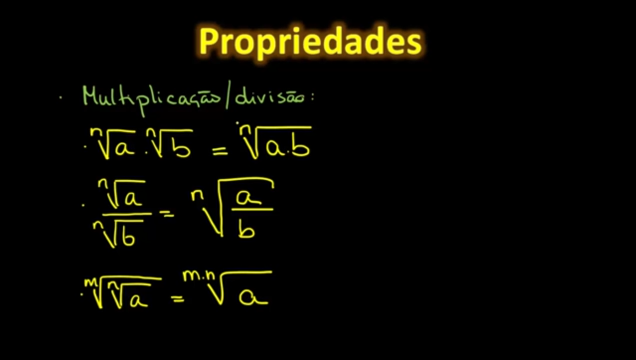 Propriedades
· Multiplicação/divisão:
· ⁿ√a · ⁿ√b = ⁿ√(a·b)
· ⁿ√a / ⁿ√b = ⁿ√(a/b)
· ᵐ√(ⁿ√a) = ᵐ·ⁿ√a